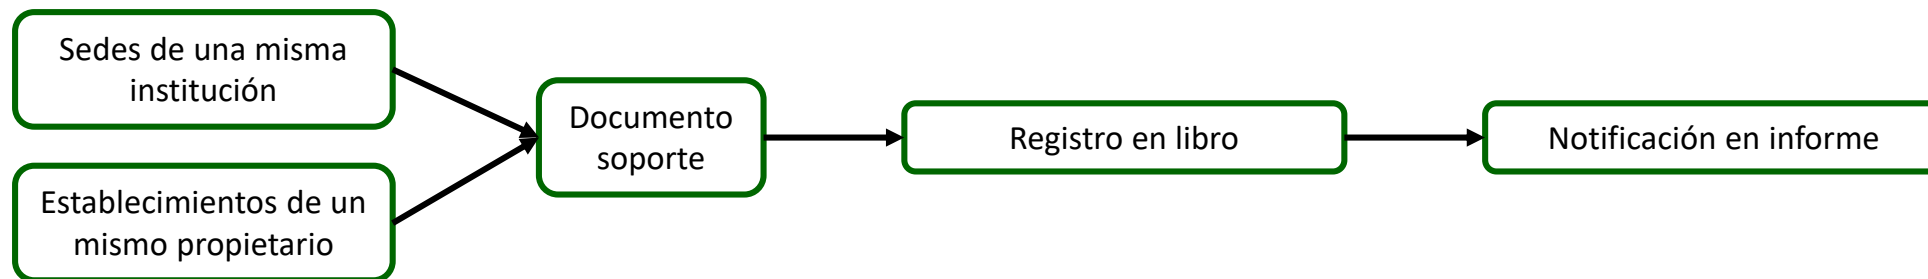 Sedes de una misma
institución
Establecimientos de un
mismo propietario
Documento
soporte
Registro en libro
Notificación en informe